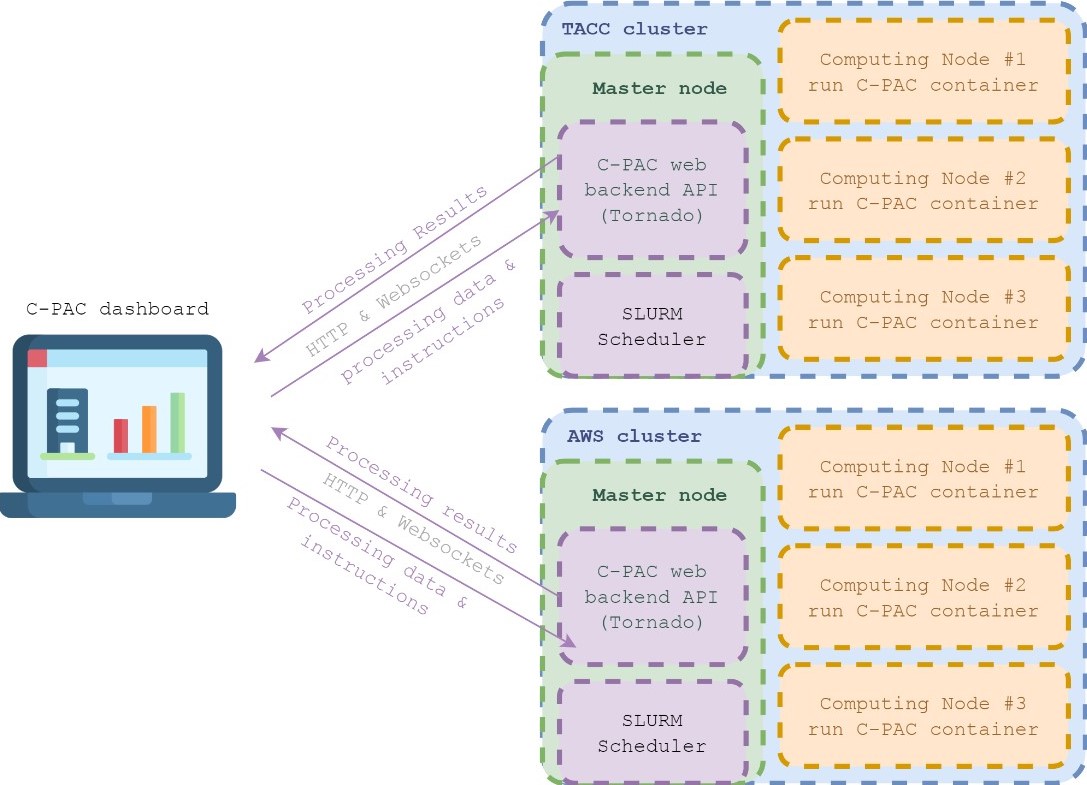 TACC cluster
Master node
C-PAC web
backend API
(Tornado)
SLURM
Scheduler
Computing Node #1
run C-PAC container
Computing Node #2
run C-PAC container
Computing Node #3
run C-PAC container
Processing Results
HTTP & Websockets
processing data &
instructions
C-PAC dashboard
Processing results
HTTP & Websockets
Processing data &
instructions
AWS cluster
Master node
C-PAC web
backend API
(Tornado)
SLURM
Scheduler
Computing Node #1
run C-PAC container
Computing Node #2
run C-PAC container
Computing Node #3
run C-PAC container